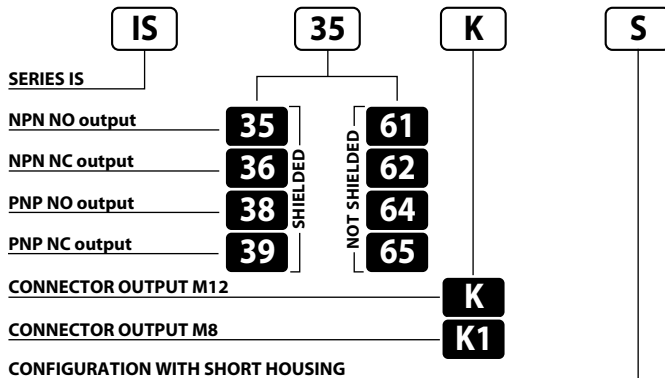 IS 35 K S
SERIES IS
NPN NO output 35 61
NPN NC output 36 62
PNP NO output 38 64
PNP NC output 39 65
SHIELDED
NOT SHIELDED
CONNECTOR OUTPUT M12 K
CONNECTOR OUTPUT M8 K1
CONFIGURATION WITH SHORT HOUSING